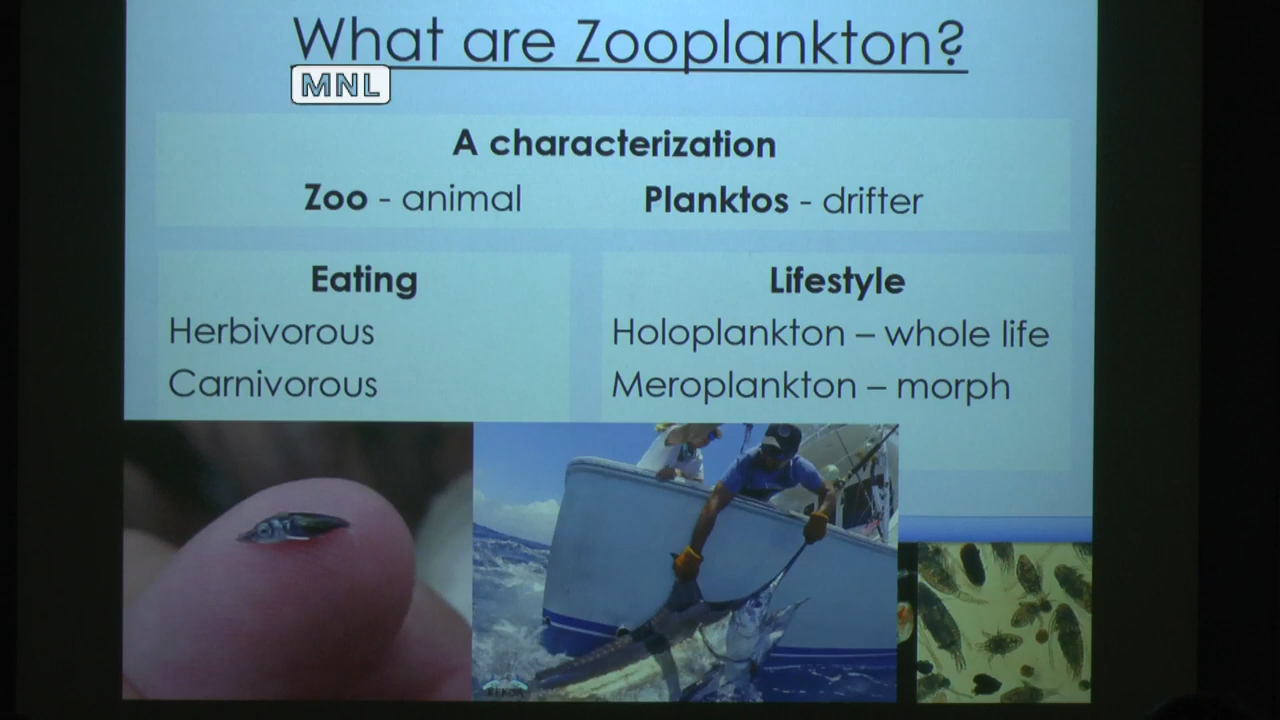 What are Zooplankton?
MNL
A characterization
Zoo - animal Planktos - drifter
Eating
Herbivorous
Carnivorous
Lifestyle
Holoplankton – whole life
Meroplankton – morph